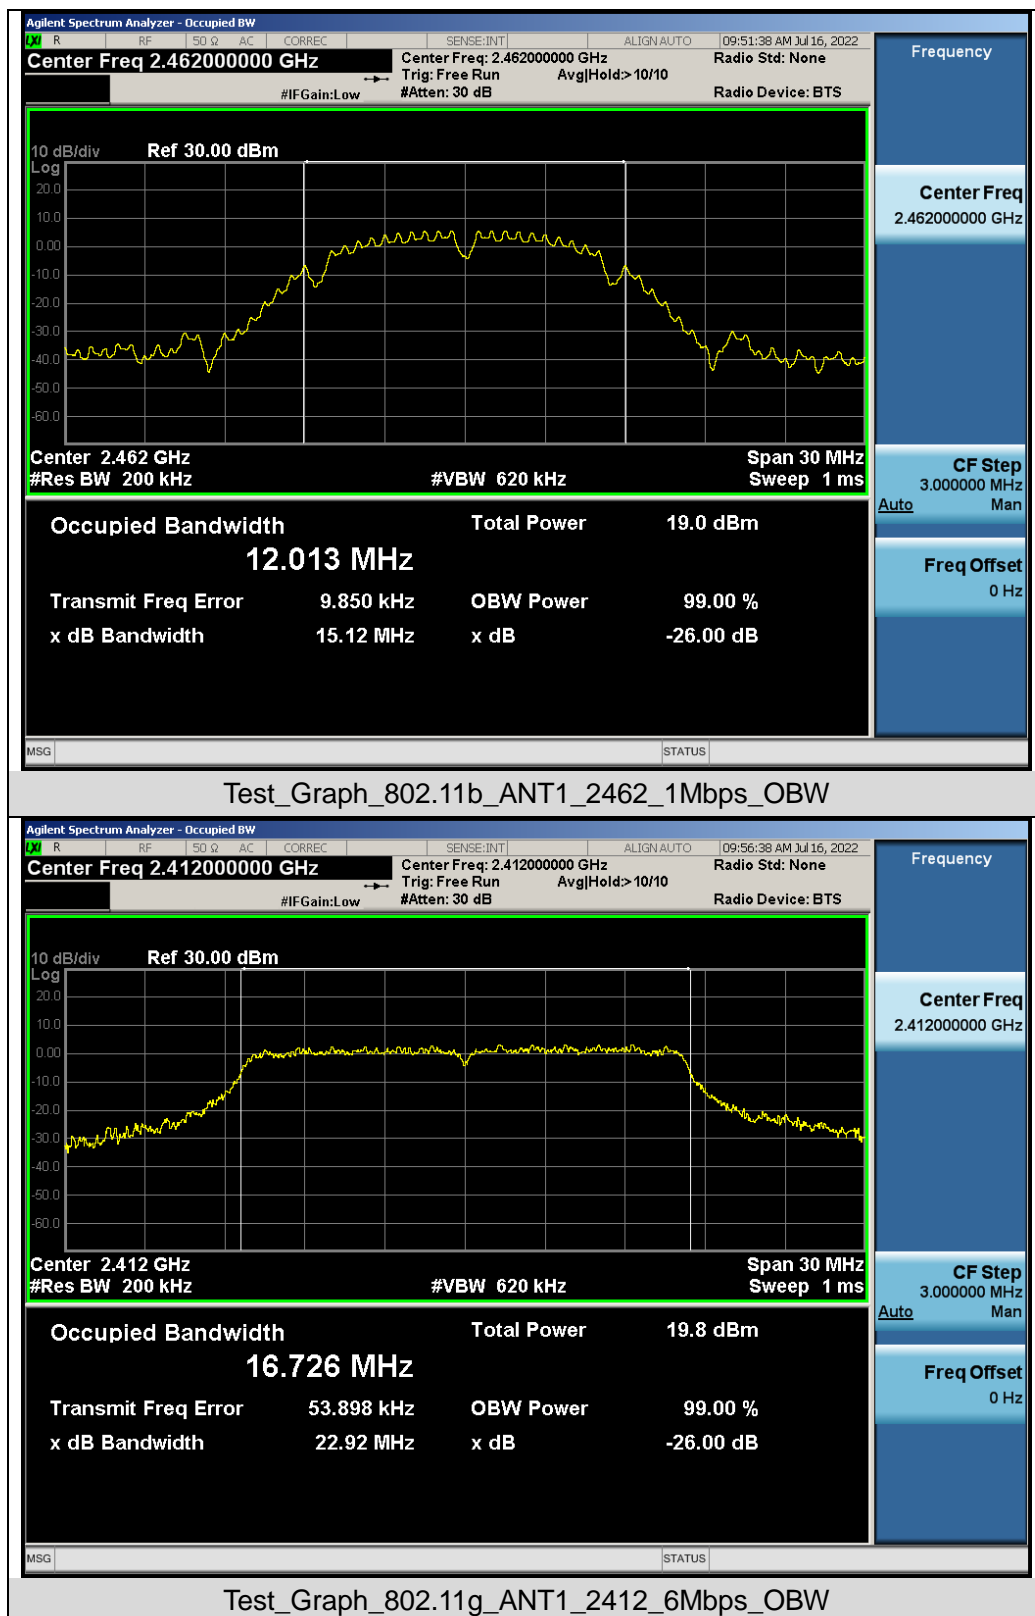 Agilent Spectrum Analyzer - Occupied BW
LXI R RF 50 Ω AC CORREC SENSE:INT ALIGN AUTO 09:51:38 AM Jul 16, 2022
Center Freq 2.462000000 GHz
Center Freq: 2.462000000 GHz
Radio Std: None
Trig: Free Run Avg|Hold:> 10/10
#IFGain:Low
#Atten: 30 dB
Radio Device: BTS
Frequency
10 dB/div Ref 30.00 dBm
Log
20.0
10.0
0.00
-10.0
-20.0
-30.0
-40.0
-50.0
-60.0
Center 2.462 GHz Span 30 MHz
#Res BW 200 kHz #VBW 620 kHz Sweep 1 ms
Center Freq
2.462000000 GHz
CF Step
3.000000 MHz
Auto Man
Freq Offset
0 Hz
Occupied Bandwidth Total Power 19.0 dBm
12.013 MHz
Transmit Freq Error 9.850 kHz OBW Power 99.00 %
x dB Bandwidth 15.12 MHz x dB -26.00 dB
MSG STATUS
Test_Graph_802.11b_ANT1_2462_1Mbps_OBW
Agilent Spectrum Analyzer - Occupied BW
LXI R RF 50 Ω AC CORREC SENSE:INT ALIGN AUTO 09:56:38 AM Jul 16, 2022
Center Freq 2.412000000 GHz
Center Freq: 2.412000000 GHz
Radio Std: None
Trig: Free Run Avg|Hold:> 10/10
#IFGain:Low
#Atten: 30 dB
Radio Device: BTS
Frequency
10 dB/div Ref 30.00 dBm
Log
20.0
10.0
0.00
-10.0
-20.0
-30.0
-40.0
-50.0
-60.0
Center 2.412 GHz Span 30 MHz
#Res BW 200 kHz #VBW 620 kHz Sweep 1 ms
Center Freq
2.412000000 GHz
CF Step
3.000000 MHz
Auto Man
Freq Offset
0 Hz
Occupied Bandwidth Total Power 19.8 dBm
16.726 MHz
Transmit Freq Error 53.898 kHz OBW Power 99.00 %
x dB Bandwidth 22.92 MHz x dB -26.00 dB
MSG STATUS
Test_Graph_802.11g_ANT1_2412_6Mbps_OBW